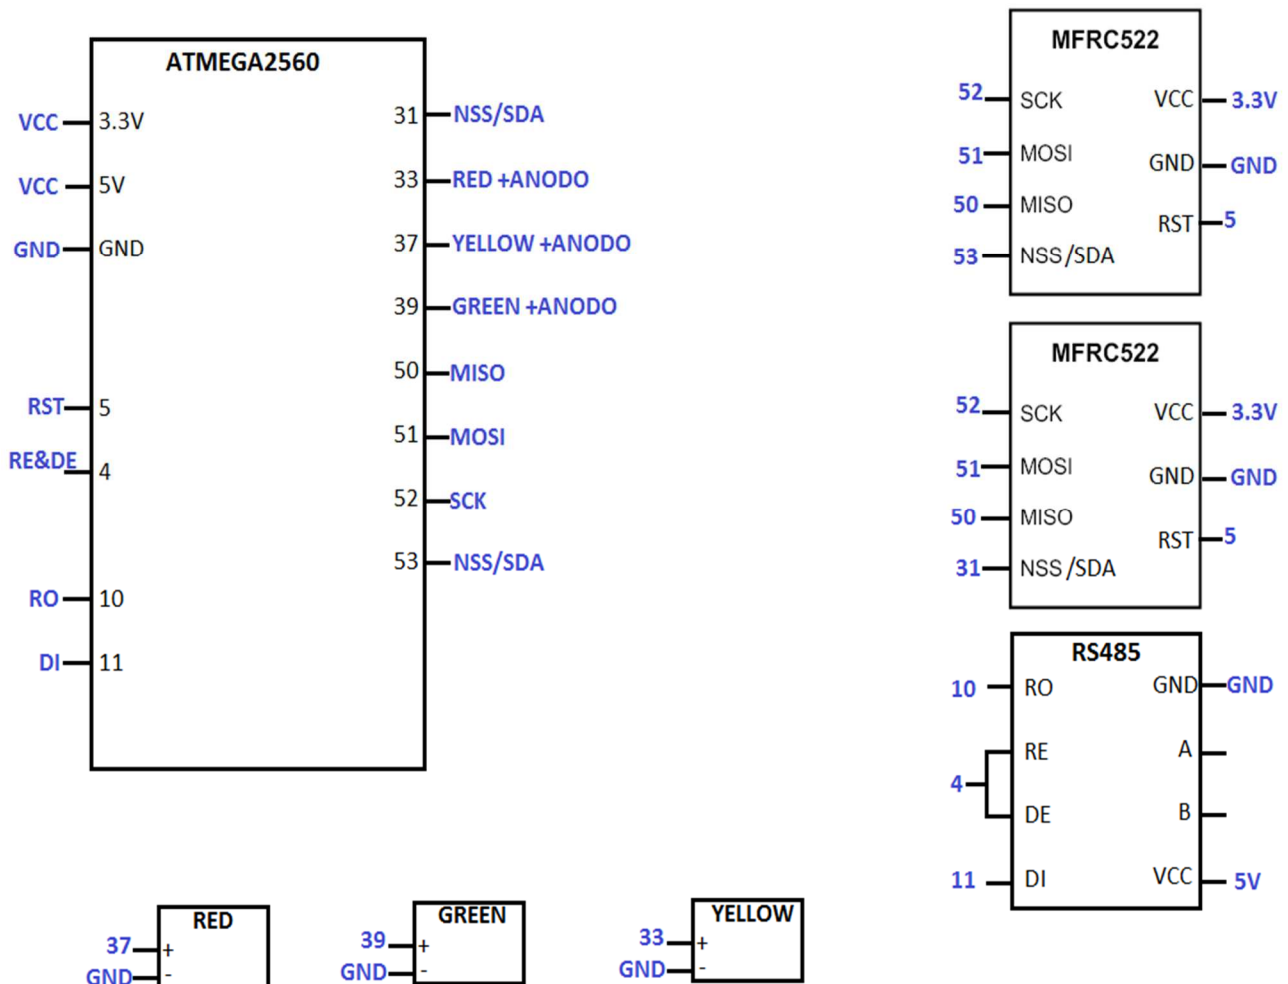 ATMEGA2560
VCC 3.3V
VCC 5V
GND GND
RST 5
RE&DE 4
RO 10
DI 11
31 NSS/SDA
33 RED +ANODO
37 YELLOW +ANODO
39 GREEN +ANODO
50 MISO
51 MOSI
52 SCK
53 NSS/SDA
MFRC522
52 SCK VCC 3.3V
51 MOSI GND GND
50 MISO RST 5
53 NSS/SDA
MFRC522
52 SCK VCC 3.3V
51 MOSI GND GND
50 MISO RST 5
31 NSS/SDA
RS485
10 RO GND GND
RE A
4
DE B
11 DI VCC 5V
RED
37 +
GND -
GREEN
39 +
GND -
YELLOW
33 +
GND -